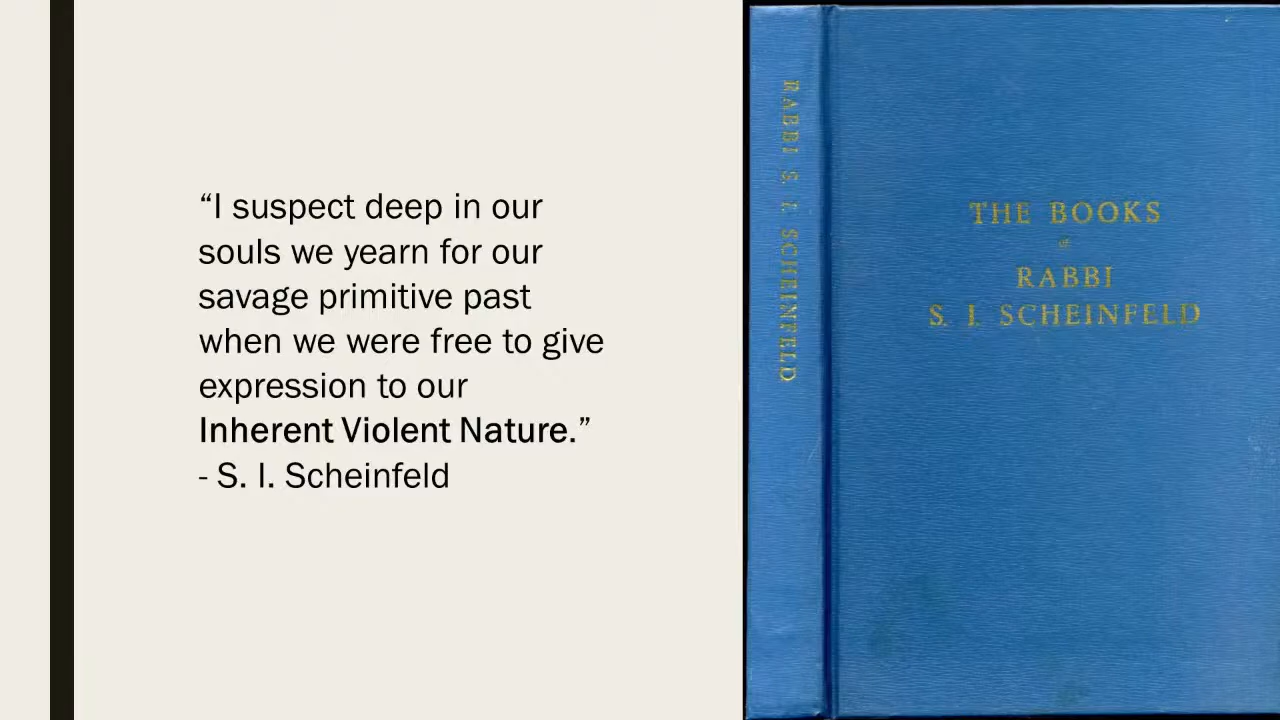 “I suspect deep in our
souls we yearn for our
savage primitive past
when we were free to give
expression to our
Inherent Violent Nature.”
- S. I. Scheinfeld
RABBI S. I. SCHEINFELD
THE BOOKS
of
RABBI
S. I. SCHEINFELD